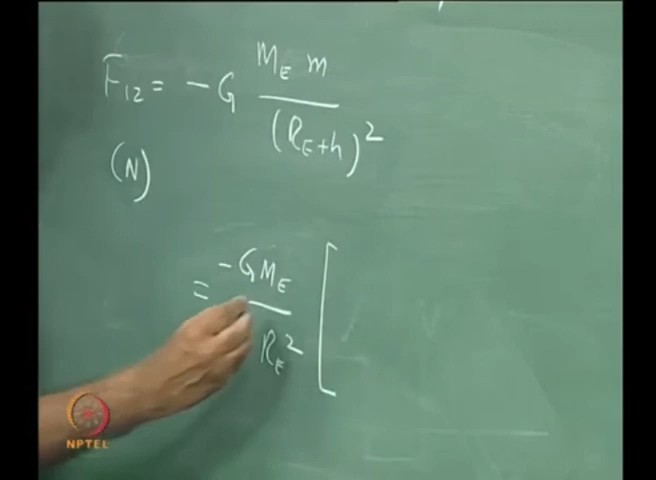 F₁₂ = - G M_E m / (R_E + h)²
(N)
= -G M_E / R_E² [
NPTEL